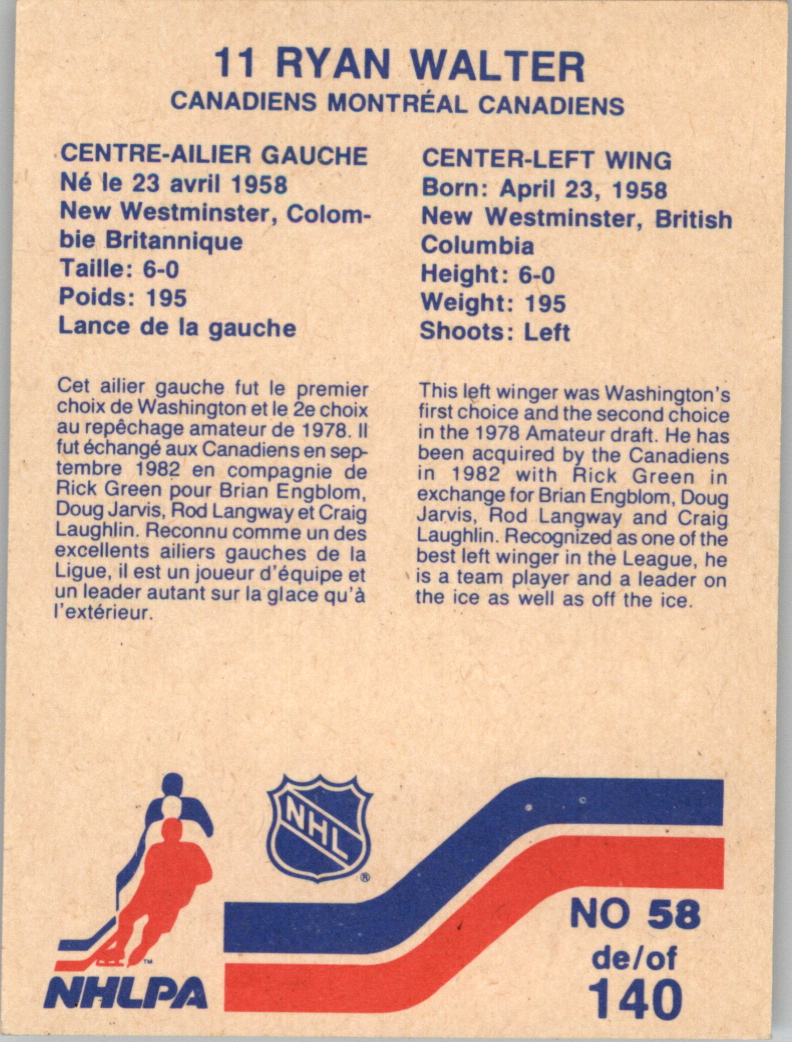 11 RYAN WALTER
CANADIENS MONTRÉAL CANADIENS
CENTRE-AILIER GAUCHE
Né le 23 avril 1958
New Westminster, Colom-
bie Britannique
Taille: 6-0
Poids: 195
Lance de la gauche
Cet ailier gauche fut le premier
choix de Washington et le 2e choix
au repêchage amateur de 1978. Il
fut échangé aux Canadiens en sep-
tembre 1982 en compagnie de
Rick Green pour Brian Engblom,
Doug Jarvis, Rod Langway et Craig
Laughlin. Reconnu comme un des
excellents ailiers gauches de la
Ligue, il est un joueur d'équipe et
un leader autant sur la glace qu'à
l'extérieur.
CENTER-LEFT WING
Born: April 23, 1958
New Westminster, British
Columbia
Height: 6-0
Weight: 195
Shoots: Left
This left winger was Washington's
first choice and the second choice
in the 1978 Amateur draft. He has
been acquired by the Canadiens
in 1982 with Rick Green in
exchange for Brian Engblom, Doug
Jarvis, Rod Langway and Craig
Laughlin. Recognized as one of the
best left winger in the League, he
is a team player and a leader on
the ice as well as off the ice.
NHL
®
TM
NHLPA
NO 58
de/of
140